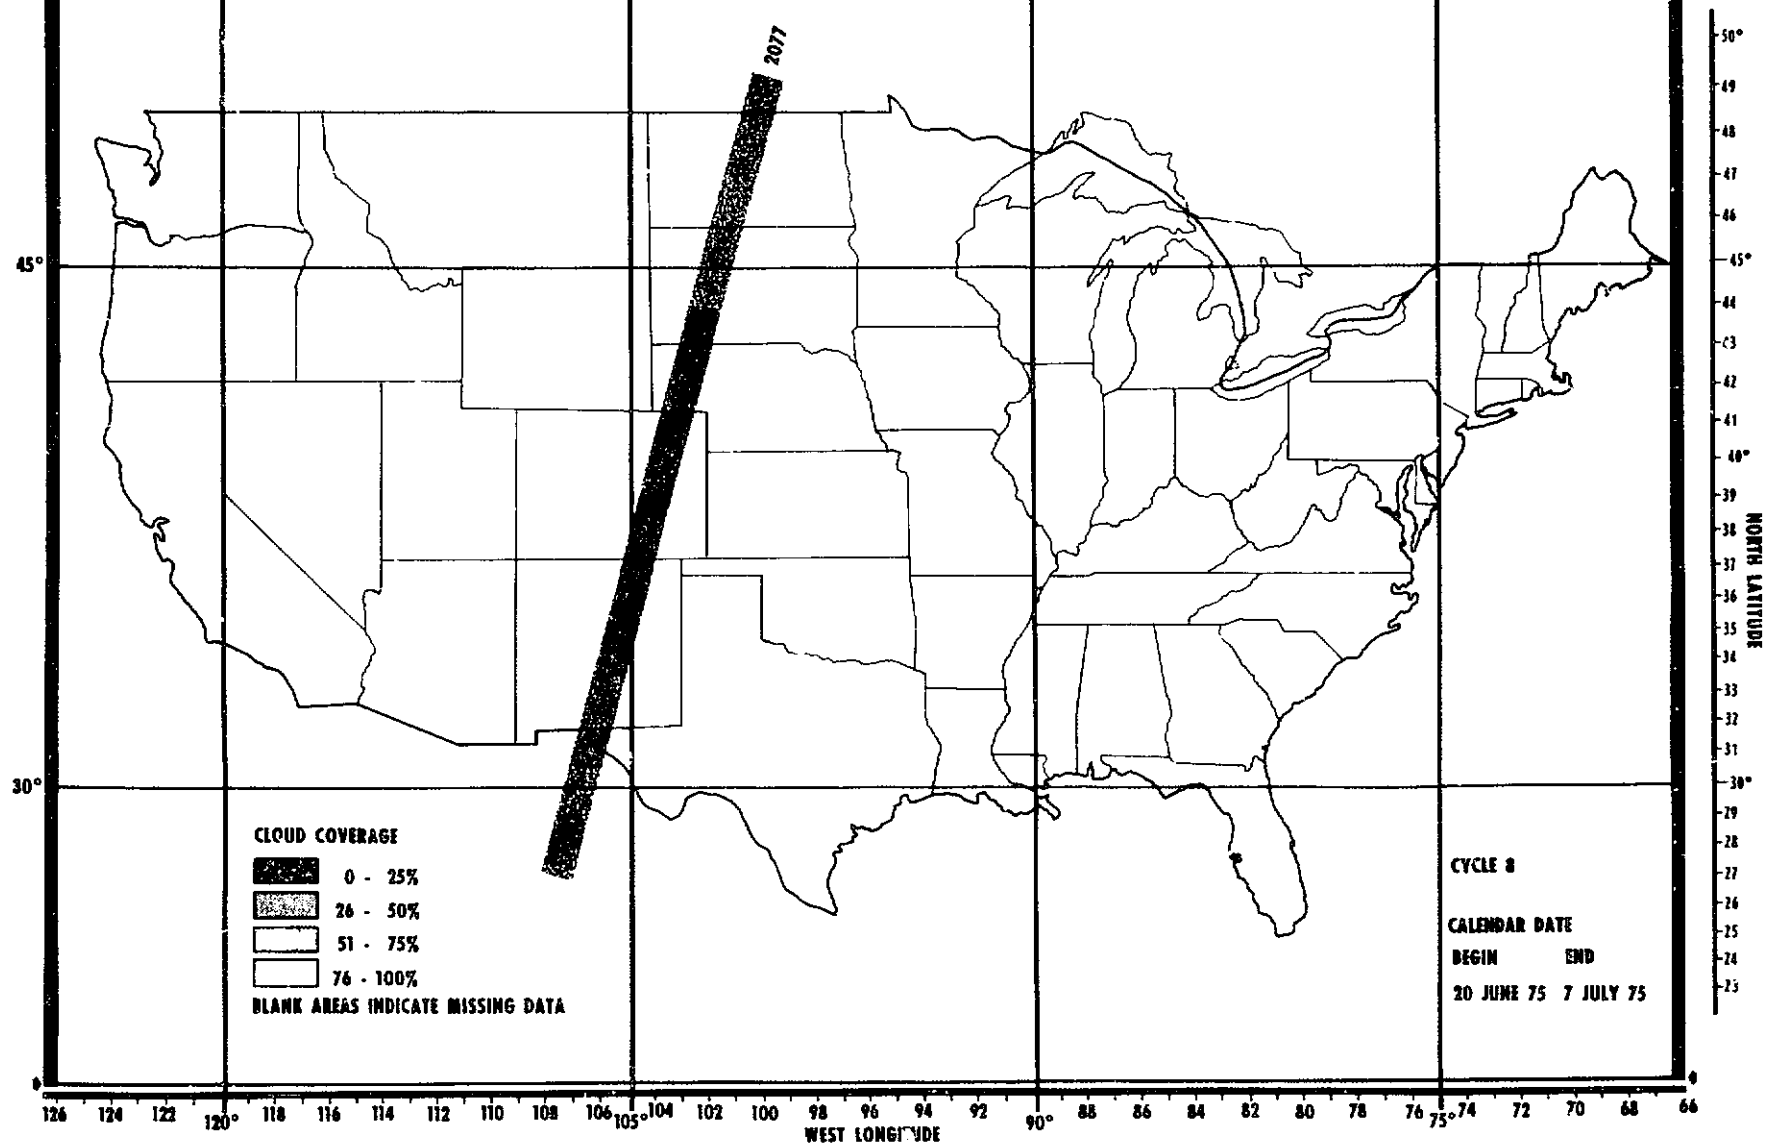 2077
50°
49
48
47
46
45°
45°
44
43
42
41
40°
39
38
37
36
35
34
33
32
31
30°
30°
29
28
27
26
25
24
23
NORTH LATITUDE
CLOUD COVERAGE
0 - 25%
26 - 50%
51 - 75%
76 - 100%
BLANK AREAS INDICATE MISSING DATA
CYCLE 8
CALENDAR DATE
BEGIN END
20 JUNE 75 7 JULY 75
126 124 122 120° 118 116 114 112 110 108 106 105° 104 102 100 98 96 94 92 90° 88 86 84 82 80 78 76 75° 74 72 70 68 66
WEST LONGITUDE